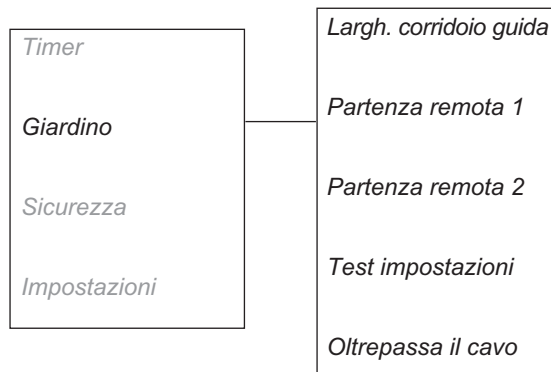 Timer
Giardino
Sicurezza
Impostazioni
Largh. corridoio guida
Partenza remota 1
Partenza remota 2
Test impostazioni
Oltrepassa il cavo